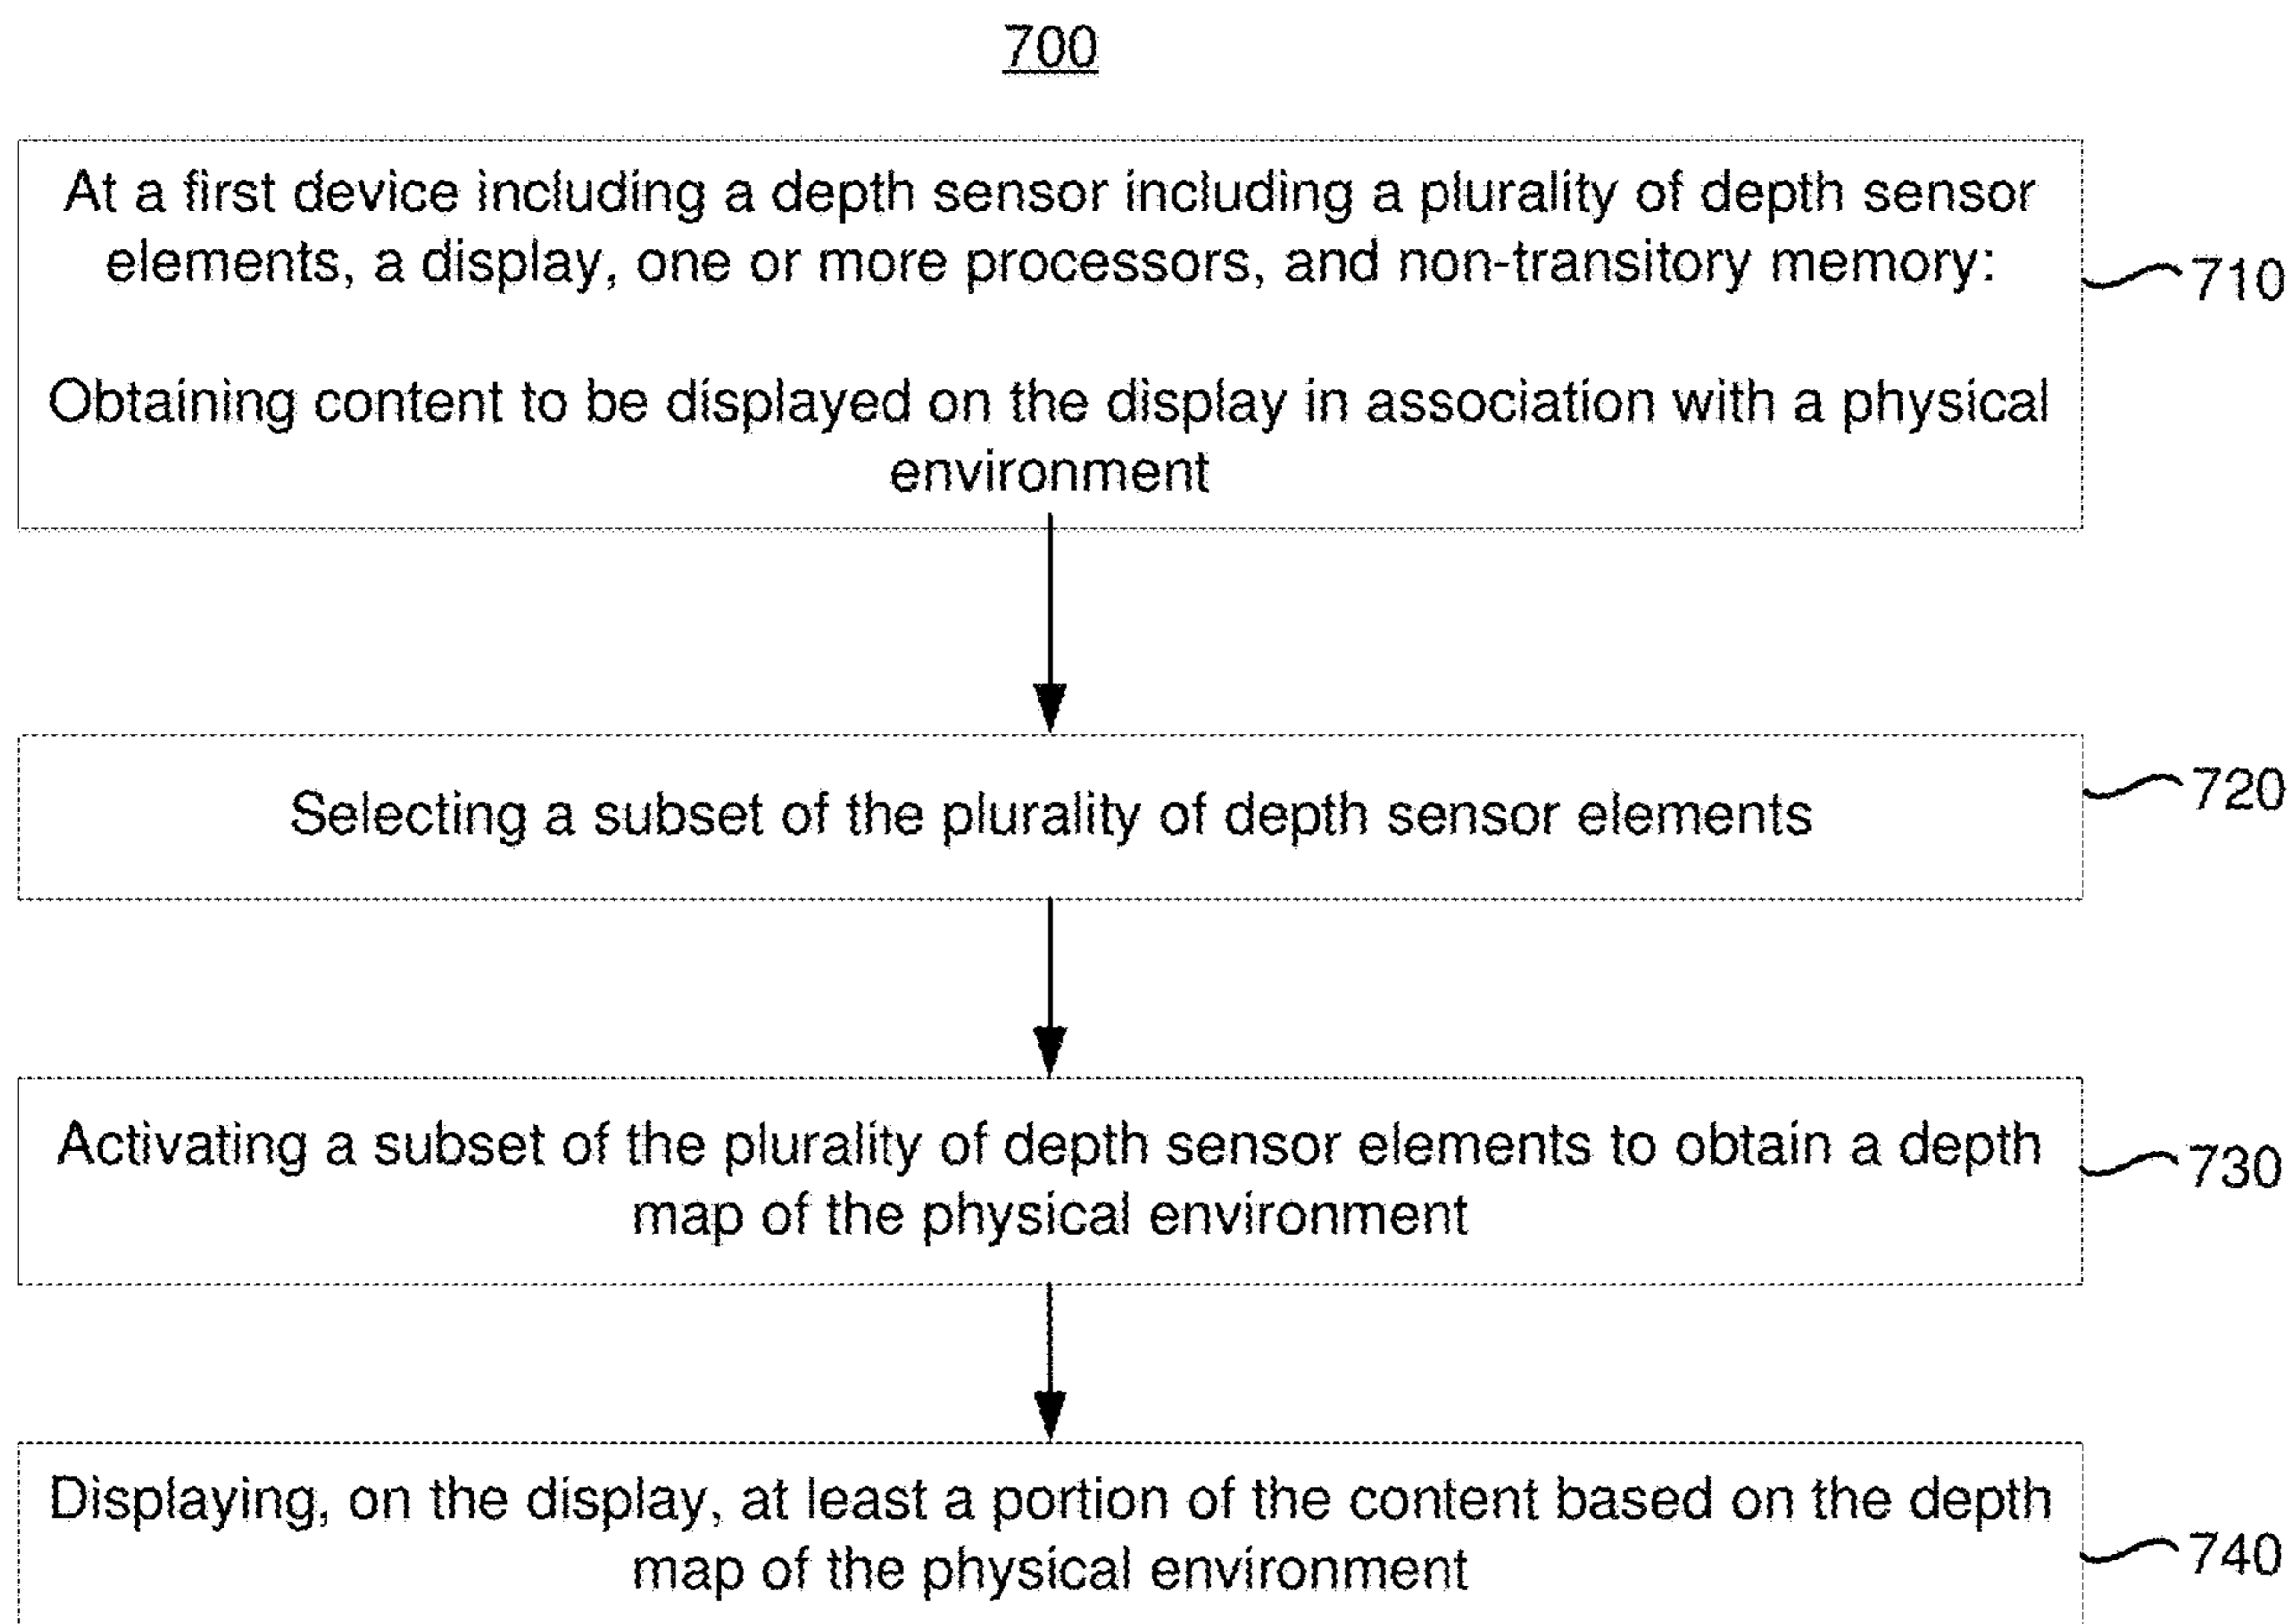 700
At a first device including a depth sensor including a plurality of depth sensor
elements, a display, one or more processors, and non-transitory memory:
710
Obtaining content to be displayed on the display in association with a physical
environment
Selecting a subset of the plurality of depth sensor elements
720
Activating a subset of the plurality of depth sensor elements to obtain a depth
map of the physical environment
730
Displaying, on the display, at least a portion of the content based on the depth
map of the physical environment
740